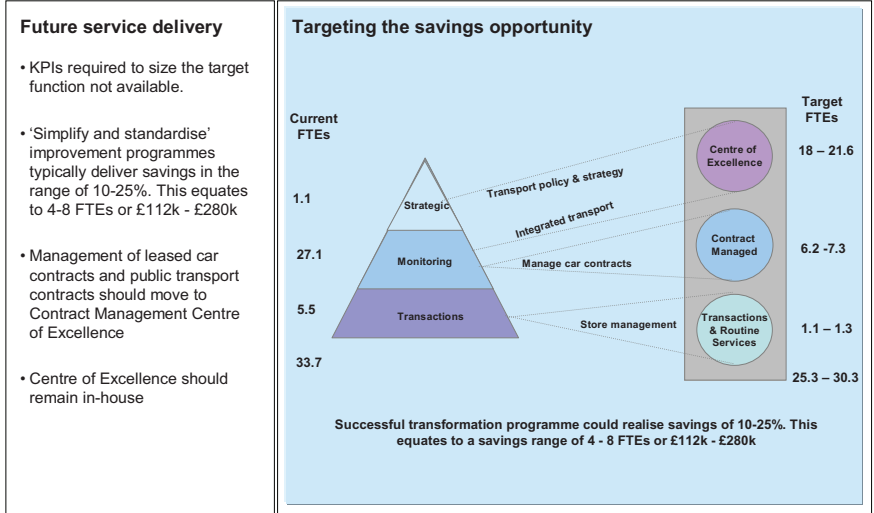 Future service delivery
• KPIs required to size the target
function not available.
• ‘Simplify and standardise’
improvement programmes
typically deliver savings in the
range of 10-25%. This equates
to 4-8 FTEs or £112k - £280k
• Management of leased car
contracts and public transport
contracts should move to
Contract Management Centre
of Excellence
• Centre of Excellence should
remain in-house
Targeting the savings opportunity
Current
FTEs
1.1
27.1
5.5
33.7
Strategic
Monitoring
Transactions
Transport policy & strategy
Integrated transport
Manage car contracts
Store management
Centre of
Excellence
Contract
Managed
Transactions
& Routine
Services
Target
FTEs
18 – 21.6
6.2 -7.3
1.1 – 1.3
25.3 – 30.3
Successful transformation programme could realise savings of 10-25%. This
equates to a savings range of 4 - 8 FTEs or £112k - £280k